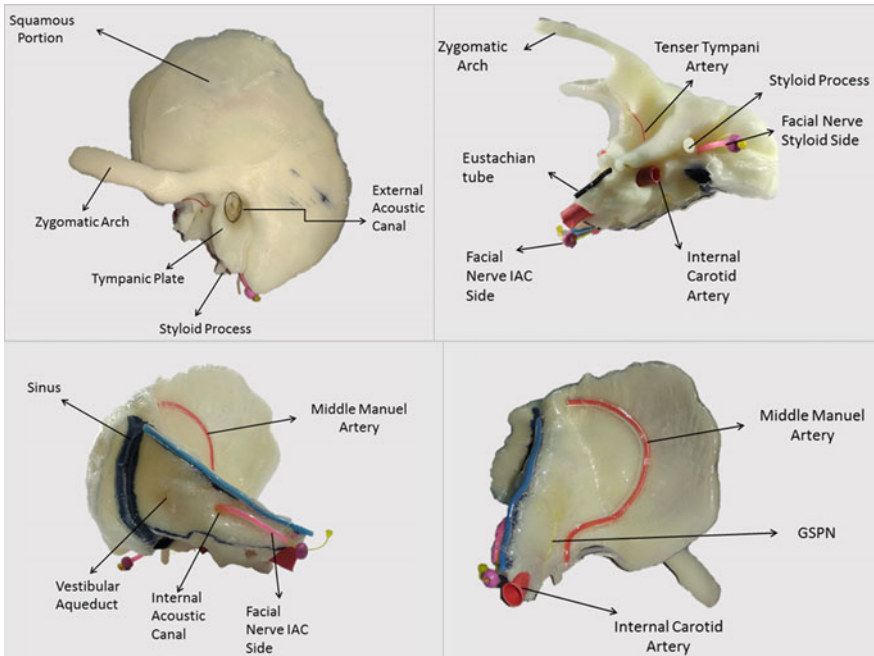 Squamous
Portion
Zygomatic Arch
Tympanic Plate
Styloid Process
External
Acoustic
Canal
Zygomatic
Arch
Tenser Tympani
Artery
Styloid Process
Facial Nerve
Styloid Side
Eustachian
tube
Facial
Nerve IAC
Side
Internal
Carotid
Artery
Sinus
Middle Manuel
Artery
Vestibular
Aqueduct
Internal
Acoustic
Canal
Facial
Nerve IAC
Side
Middle Manuel
Artery
GSPN
Internal Carotid
Artery